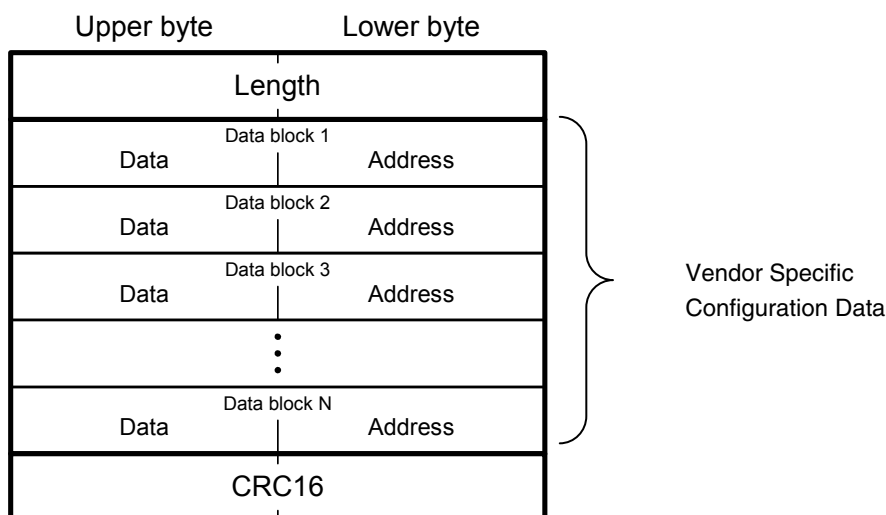 Upper byte Lower byte
Length
Data block 1
Data Address
Data block 2
Data Address
Data block 3
Data Address
Vendor Specific
Configuration Data
Data block N
Data Address
CRC16